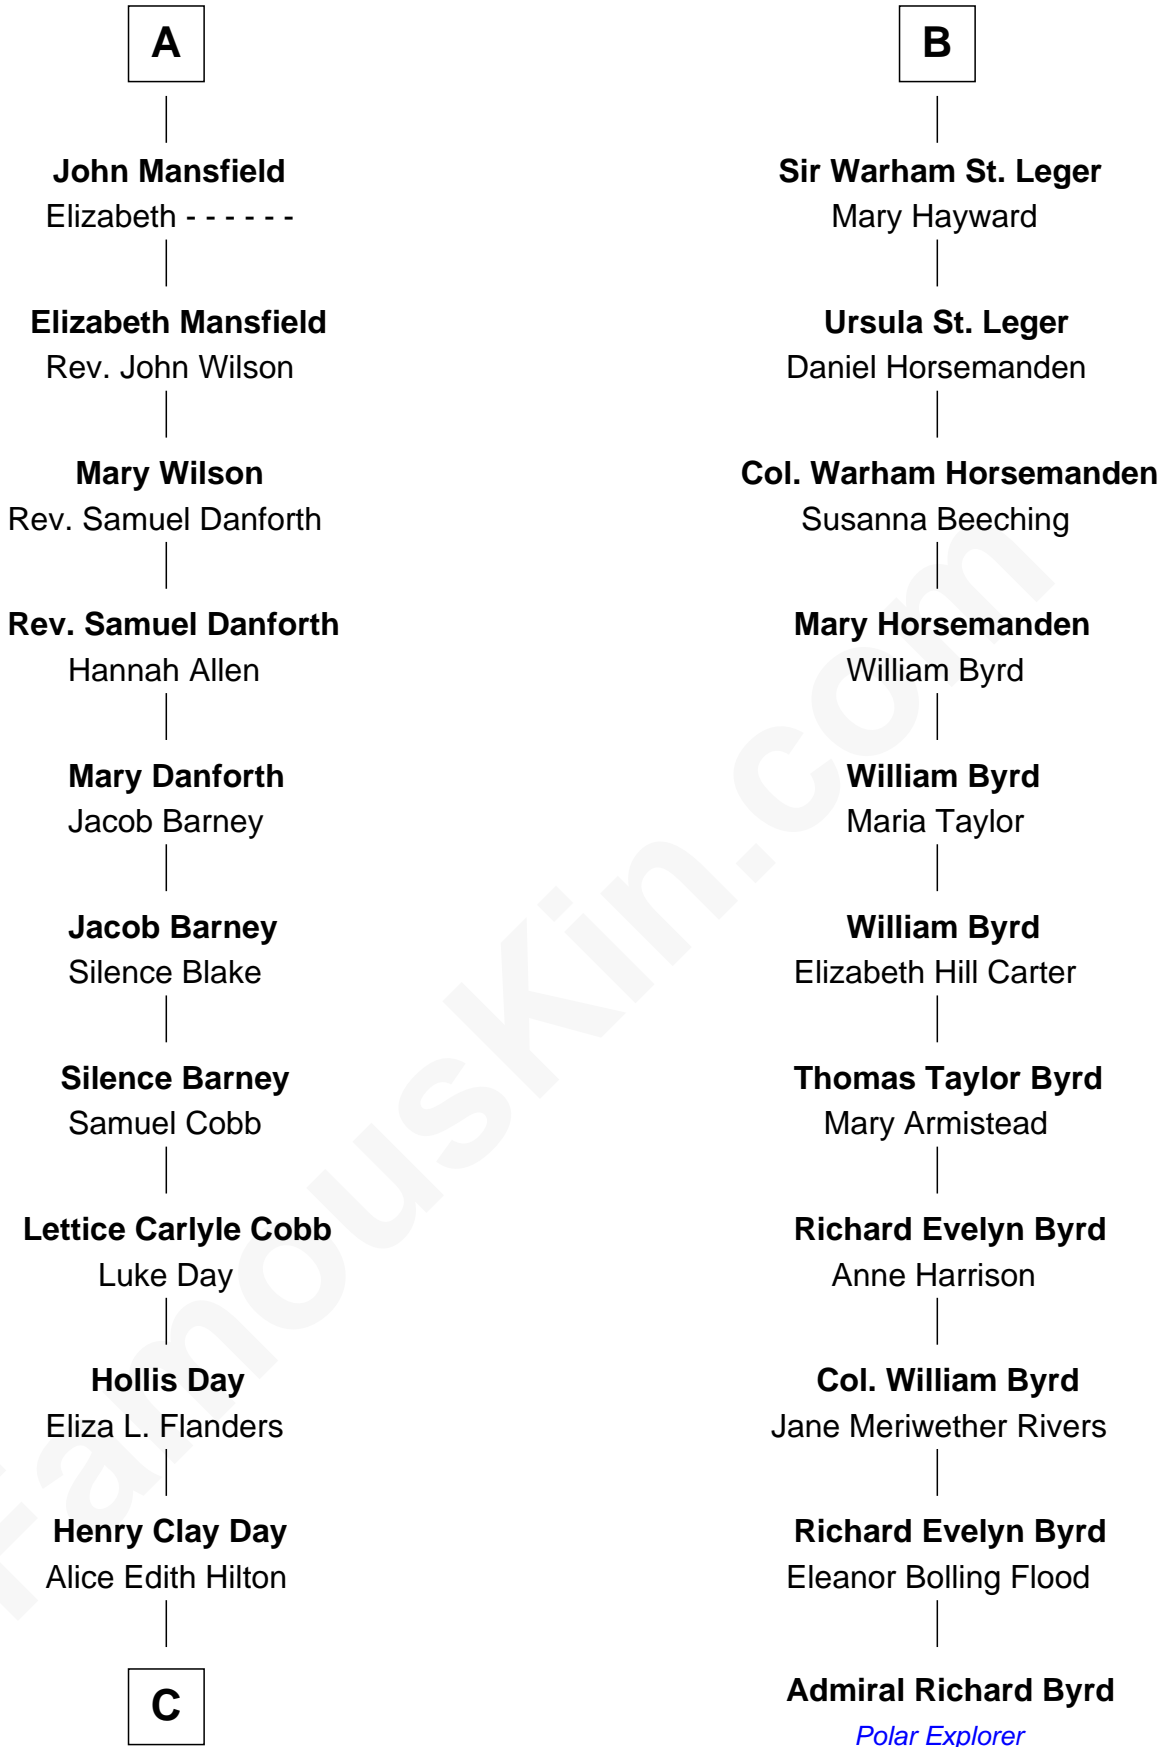 A
John Mansfield
Elizabeth - - - - - -
Elizabeth Mansfield
Rev. John Wilson
Mary Wilson
Rev. Samuel Danforth
Rev. Samuel Danforth
Hannah Allen
Mary Danforth
Jacob Barney
Jacob Barney
Silence Blake
Silence Barney
Samuel Cobb
Lettice Carlyle Cobb
Luke Day
Hollis Day
Eliza L. Flanders
Henry Clay Day
Alice Edith Hilton
C
B
Sir Warham St. Leger
Mary Hayward
Ursula St. Leger
Daniel Horsemanden
Col. Warham Horsemanden
Susanna Beeching
Mary Horsemanden
William Byrd
William Byrd
Maria Taylor
William Byrd
Elizabeth Hill Carter
Thomas Taylor Byrd
Mary Armistead
Richard Evelyn Byrd
Anne Harrison
Col. William Byrd
Jane Meriwether Rivers
Richard Evelyn Byrd
Eleanor Bolling Flood
Admiral Richard Byrd
Polar Explorer
FamousKin.com